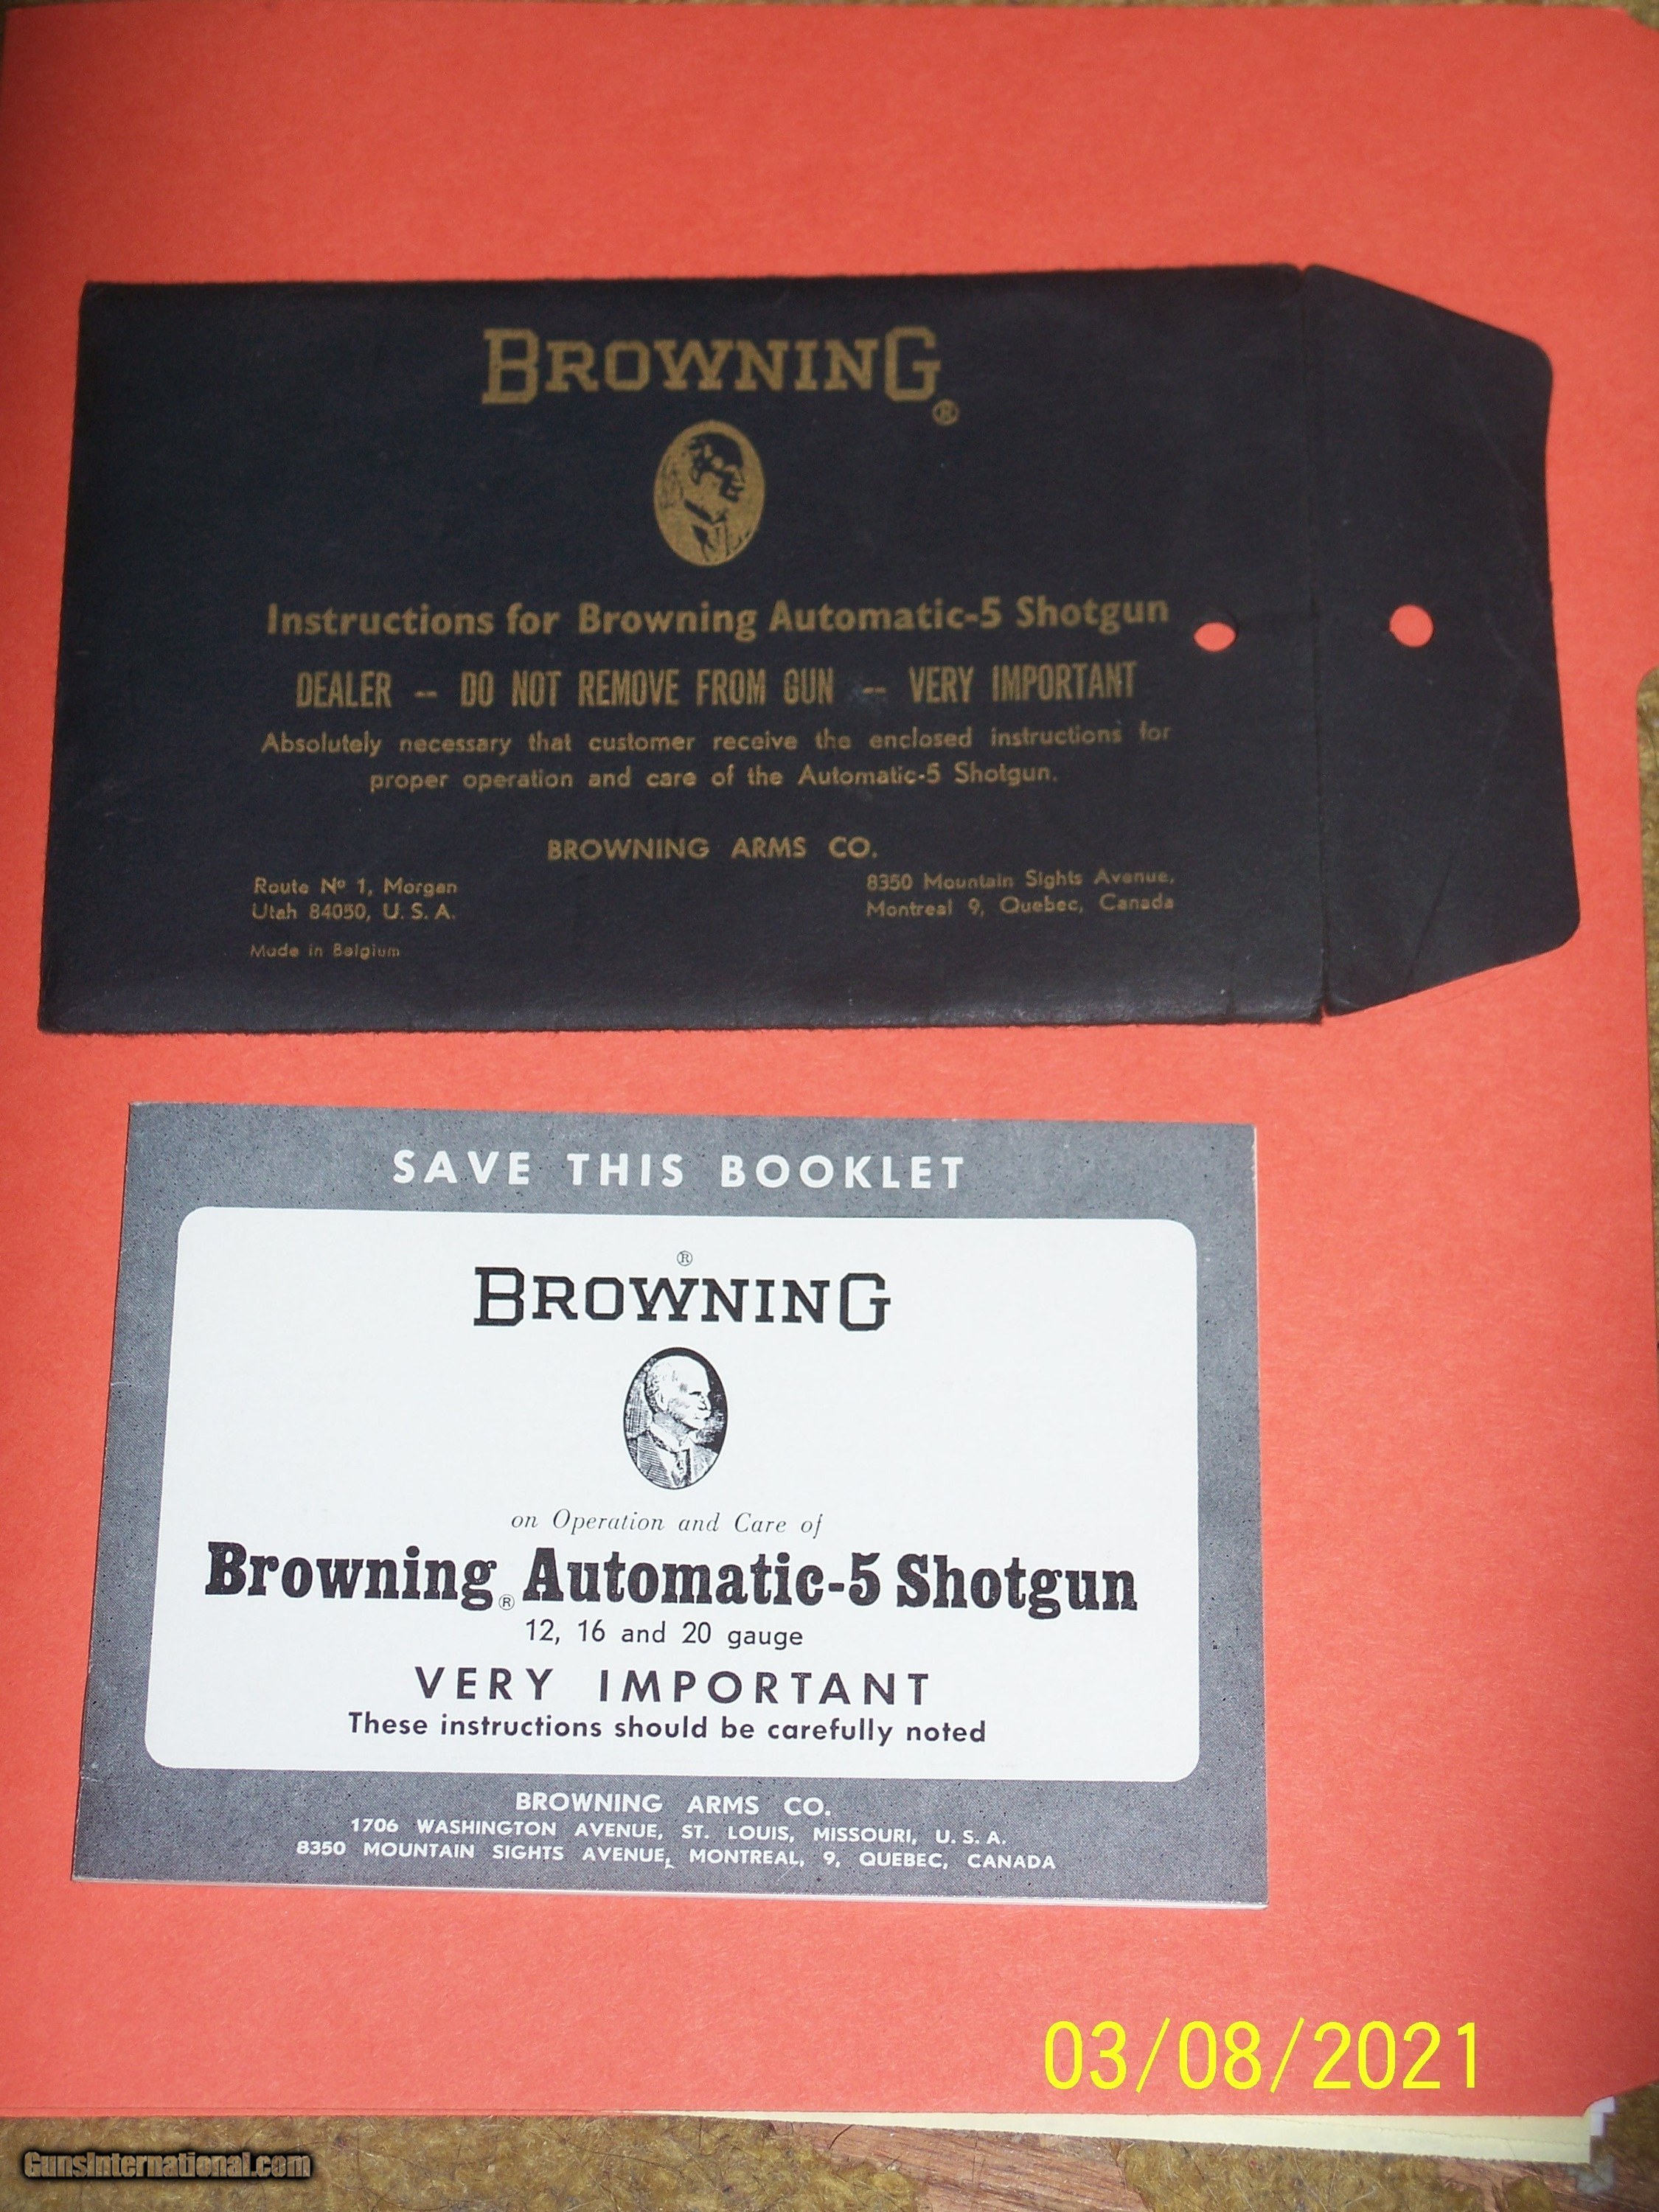 BROWNING
®
Instructions for Browning Automatic-5 Shotgun
DEALER -- DO NOT REMOVE FROM GUN -- VERY IMPORTANT
Absolutely necessary that customer receive the enclosed instructions for
proper operation and care of the Automatic-5 Shotgun.
BROWNING ARMS CO.
Route Nº 1, Morgan
Utah 84050, U. S. A.
Made in Belgium
8350 Mountain Sights Avenue,
Montreal 9, Quebec, Canada
SAVE THIS BOOKLET
®
BROWNING
on Operation and Care of
Browning® Automatic-5 Shotgun
12, 16 and 20 gauge
VERY IMPORTANT
These instructions should be carefully noted
BROWNING ARMS CO.
1706 WASHINGTON AVENUE, ST. LOUIS, MISSOURI, U. S. A.
8350 MOUNTAIN SIGHTS AVENUE, MONTREAL, 9, QUEBEC, CANADA
03/08/2021
GunsInternational.com